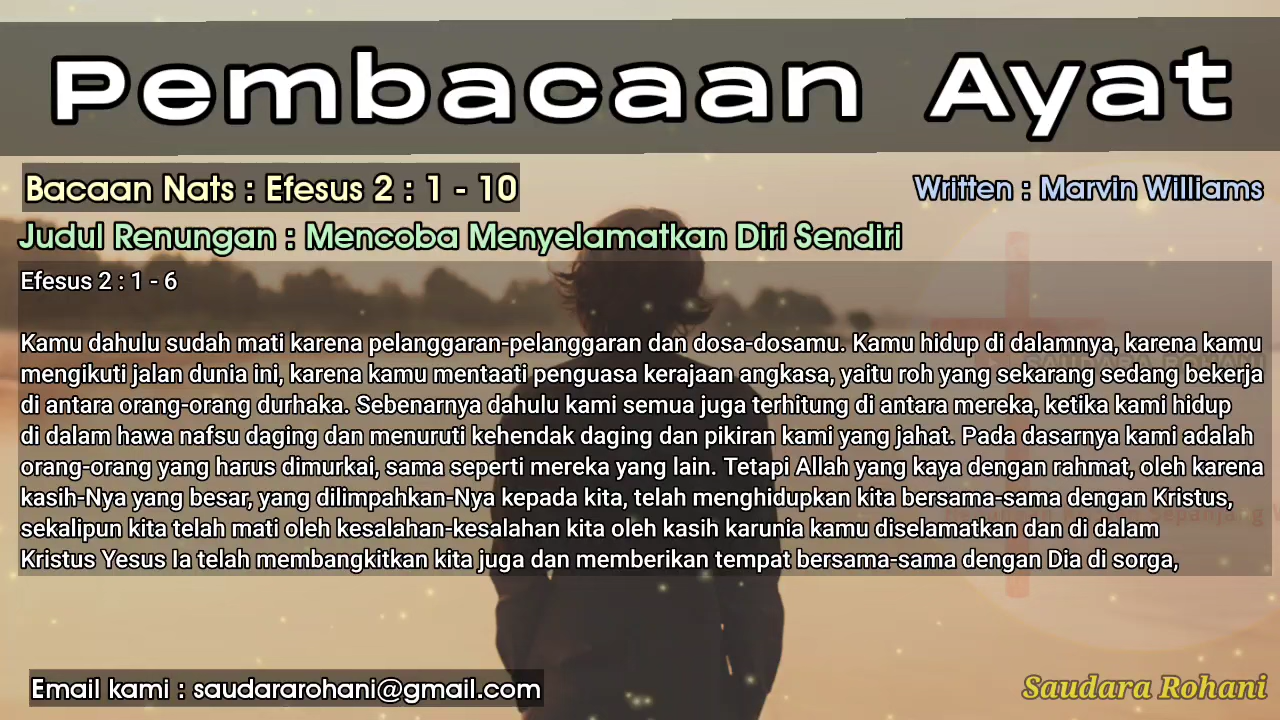 Pembacaan Ayat
Bacaan Nats : Efesus 2 : 1 - 10
Written : Marvin Williams
Judul Renungan : Mencoba Menyelamatkan Diri Sendiri
Efesus 2 : 1 - 6
Kamu dahulu sudah mati karena pelanggaran-pelanggaran dan dosa-dosamu. Kamu hidup di dalamnya, karena kamu
mengikuti jalan dunia ini, karena kamu mentaati penguasa kerajaan angkasa, yaitu roh yang sekarang sedang bekerja
di antara orang-orang durhaka. Sebenarnya dahulu kami semua juga terhitung di antara mereka, ketika kami hidup
di dalam hawa nafsu daging dan menuruti kehendak daging dan pikiran kami yang jahat. Pada dasarnya kami adalah
orang-orang yang harus dimurkai, sama seperti mereka yang lain. Tetapi Allah yang kaya dengan rahmat, oleh karena
kasih-Nya yang besar, yang dilimpahkan-Nya kepada kita, telah menghidupkan kita bersama-sama dengan Kristus,
sekalipun kita telah mati oleh kesalahan-kesalahan kita oleh kasih karunia kamu diselamatkan dan di dalam
Kristus Yesus Ia telah membangkitkan kita juga dan memberikan tempat bersama-sama dengan Dia di sorga,
Email kami : saudararohani@gmail.com
Saudara Rohani